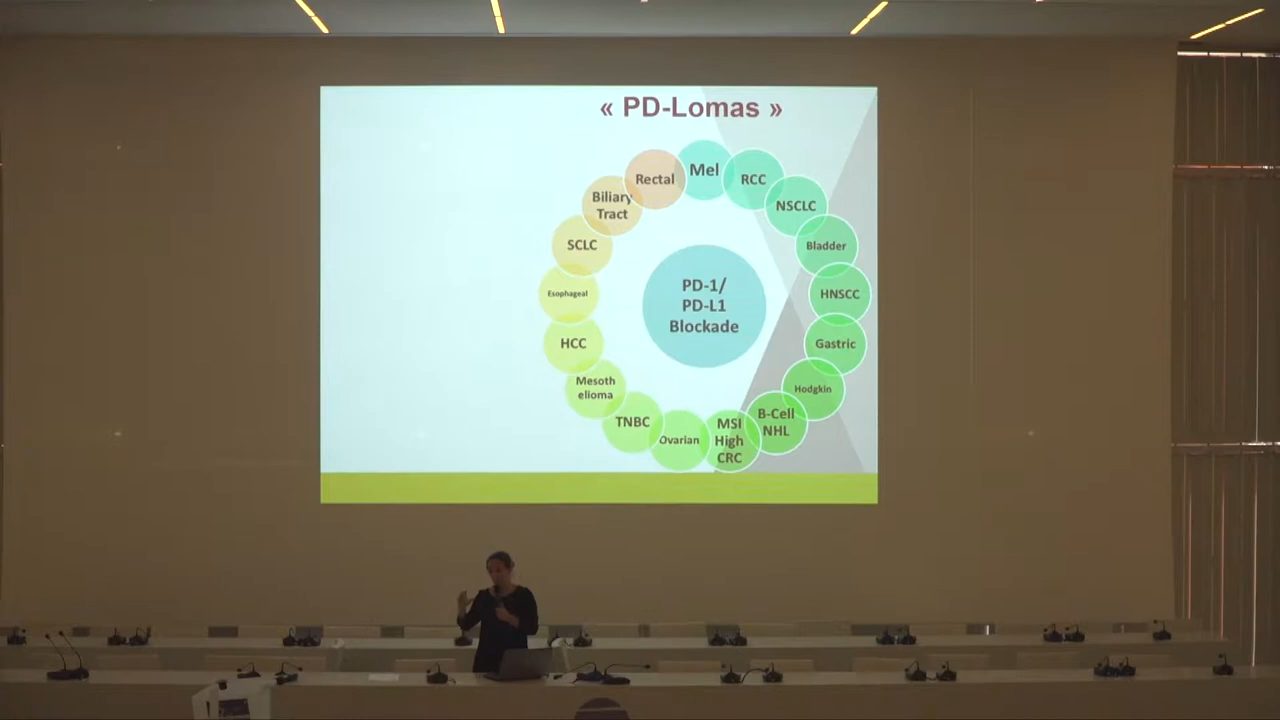 « PD-Lomas »
Mel
RCC
NSCLC
Bladder
HNSCC
Gastric
Hodgkin
B-Cell
NHL
MSI
High
CRC
Ovarian
TNBC
Mesoth
elioma
HCC
Esophageal
SCLC
Biliary
Tract
Rectal
PD-1/
PD-L1
Blockade